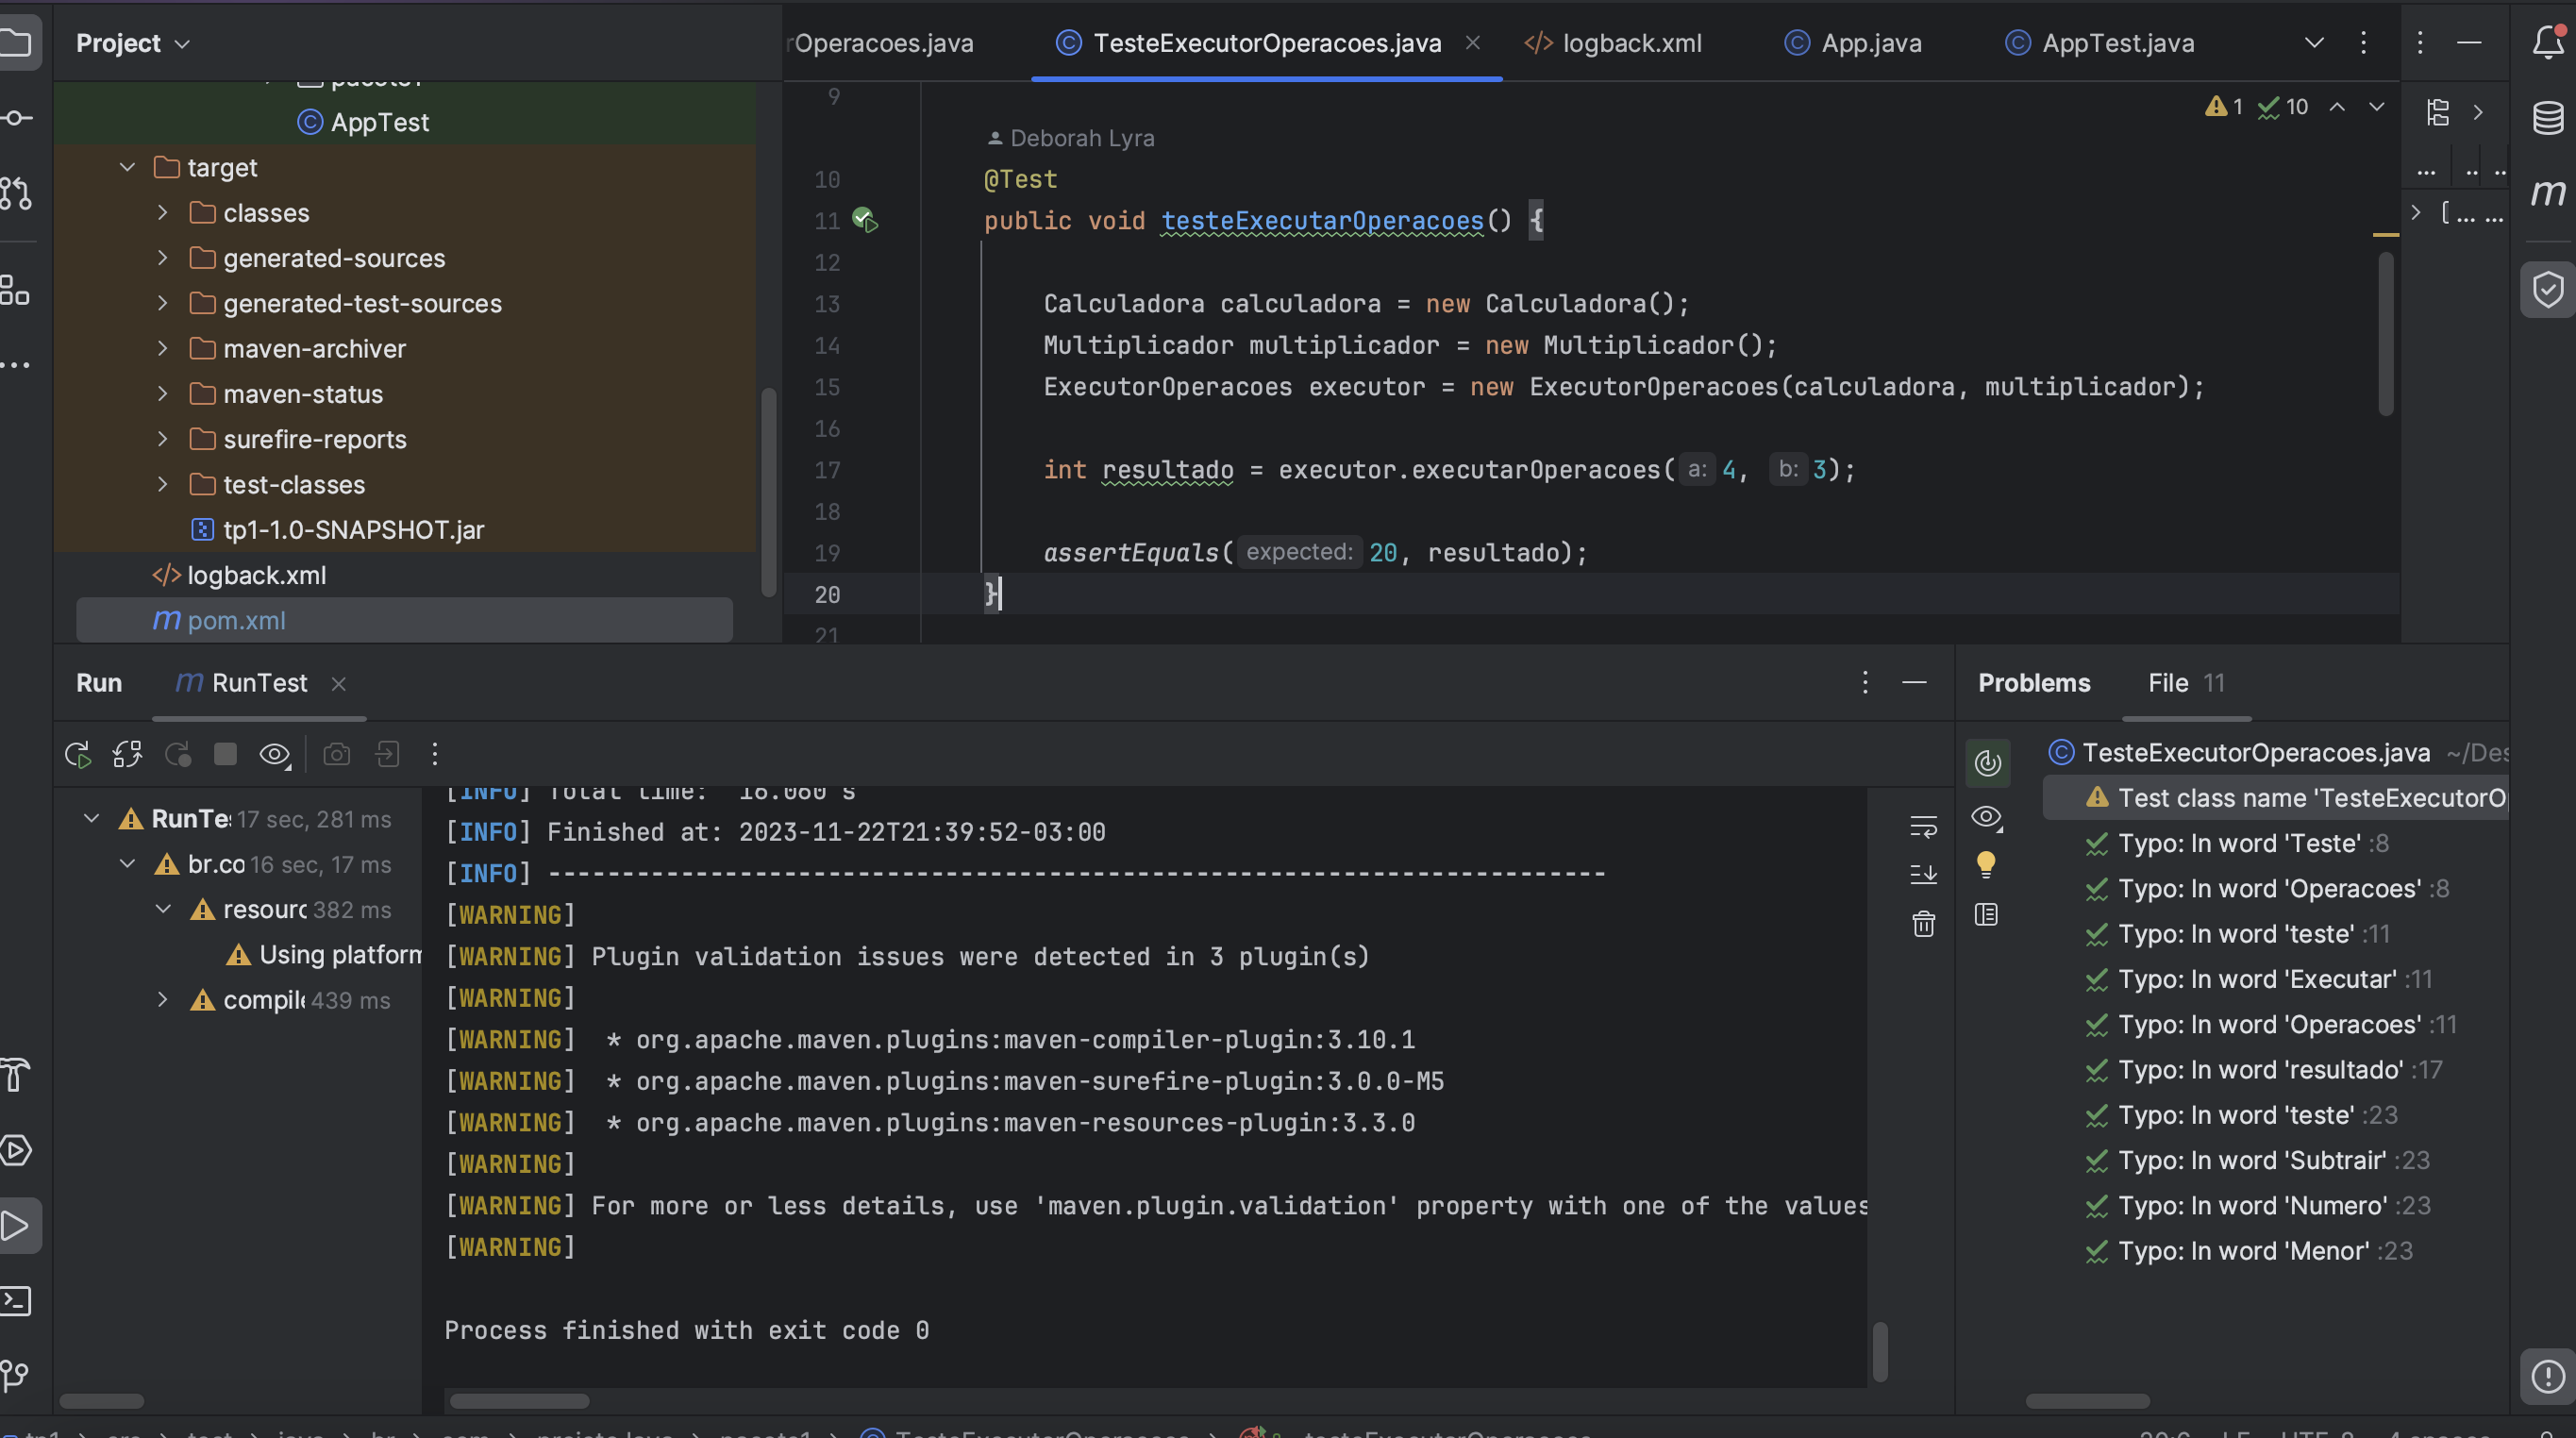 Project
Operacoes.java
TesteExecutorOperacoes.java
logback.xml
App.java
AppTest.java
AppTest
target
classes
generated-sources
generated-test-sources
maven-archiver
maven-status
surefire-reports
test-classes
tp1-1.0-SNAPSHOT.jar
logback.xml
m pom.xml
9
Deborah Lyra
1 10
10 @Test
11 public void testeExecutarOperacoes() {
12
13 Calculadora calculadora = new Calculadora();
14 Multiplicador multiplicador = new Multiplicador();
15 ExecutorOperacoes executor = new ExecutorOperacoes(calculadora, multiplicador);
16
17 int resultado = executor.executarOperacoes( a: 4, b: 3);
18
19 assertEquals( expected: 20, resultado);
20 }
21
... .. ..
[ ... ...
m
Run
m RunTest
RunTe 17 sec, 281 ms
br.co 16 sec, 17 ms
resourc 382 ms
Using platform
compile 439 ms
[INFO] Total time: 16.060 s
[INFO] Finished at: 2023-11-22T21:39:52-03:00
[INFO] ------------------------------------------------------------------------
[WARNING]
[WARNING] Plugin validation issues were detected in 3 plugin(s)
[WARNING]
[WARNING]  * org.apache.maven.plugins:maven-compiler-plugin:3.10.1
[WARNING]  * org.apache.maven.plugins:maven-surefire-plugin:3.0.0-M5
[WARNING]  * org.apache.maven.plugins:maven-resources-plugin:3.3.0
[WARNING]
[WARNING] For more or less details, use 'maven.plugin.validation' property with one of the values
[WARNING]
Process finished with exit code 0
Problems
File 11
TesteExecutorOperacoes.java ~/Des
Test class name 'TesteExecutorO
Typo: In word 'Teste' :8
Typo: In word 'Operacoes' :8
Typo: In word 'teste' :11
Typo: In word 'Executar' :11
Typo: In word 'Operacoes' :11
Typo: In word 'resultado' :17
Typo: In word 'teste' :23
Typo: In word 'Subtrair' :23
Typo: In word 'Numero' :23
Typo: In word 'Menor' :23